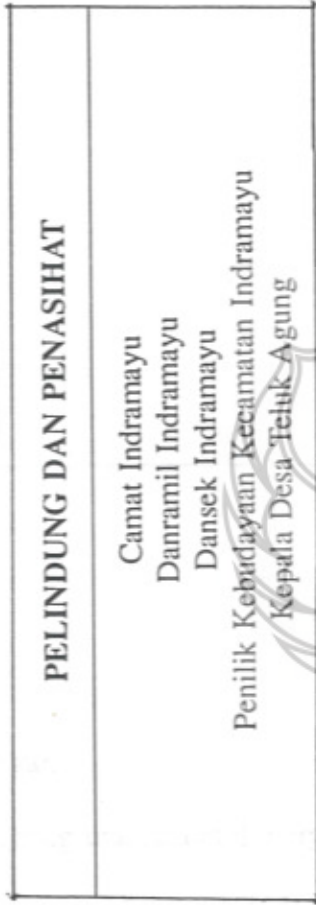 PELINDUNG DAN PENASIHAT
Camat Indramayu
Danramil Indramayu
Dansek Indramayu
Penilik Kebudayaan Kecamatan Indramayu
Kepala Desa Teluk Agung